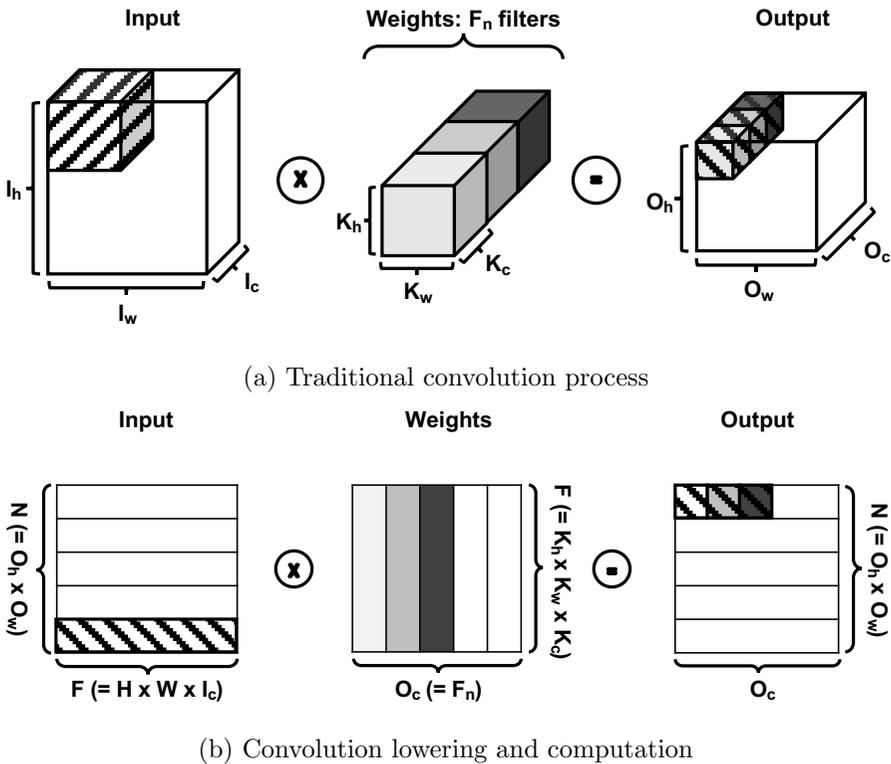 Input
Weights: Fn filters
Output
Ih
Iw
Ic
x
Kh
Kw
Kc
=
Oh
Ow
Oc
(a) Traditional convolution process
Input
Weights
Output
N (= Oh x Ow)
F (= H x W x Ic)
x
F (= Kh x Kw x Kc)
Oc (= Fn)
=
N (= Oh x Ow)
Oc
(b) Convolution lowering and computation